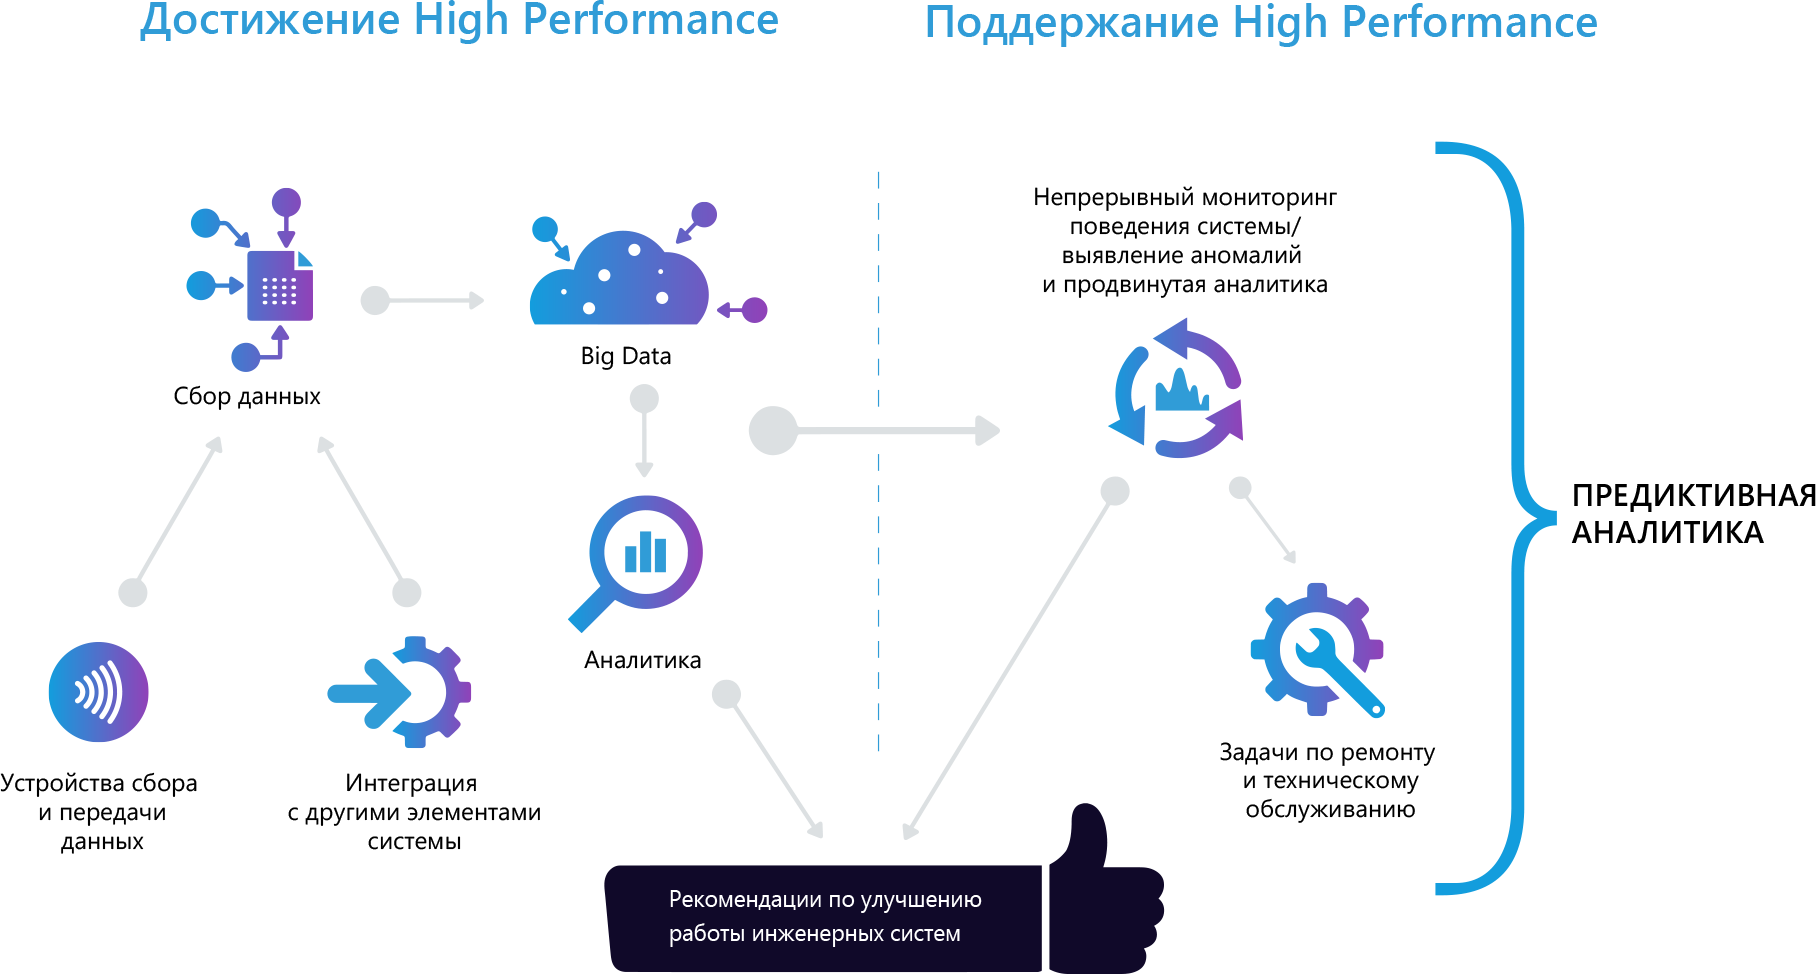 Достижение High Performance
Поддержание High Performance
Непрерывный мониторинг
поведения системы/
выявление аномалий
и продвинутая аналитика
Big Data
Сбор данных
ПРЕДИКТИВНАЯ
АНАЛИТИКА
Аналитика
Задачи по ремонту
и техническому
обслуживанию
Устройства сбора
и передачи
данных
Интеграция
с другими элементами
системы
Рекомендации по улучшению
работы инженерных систем